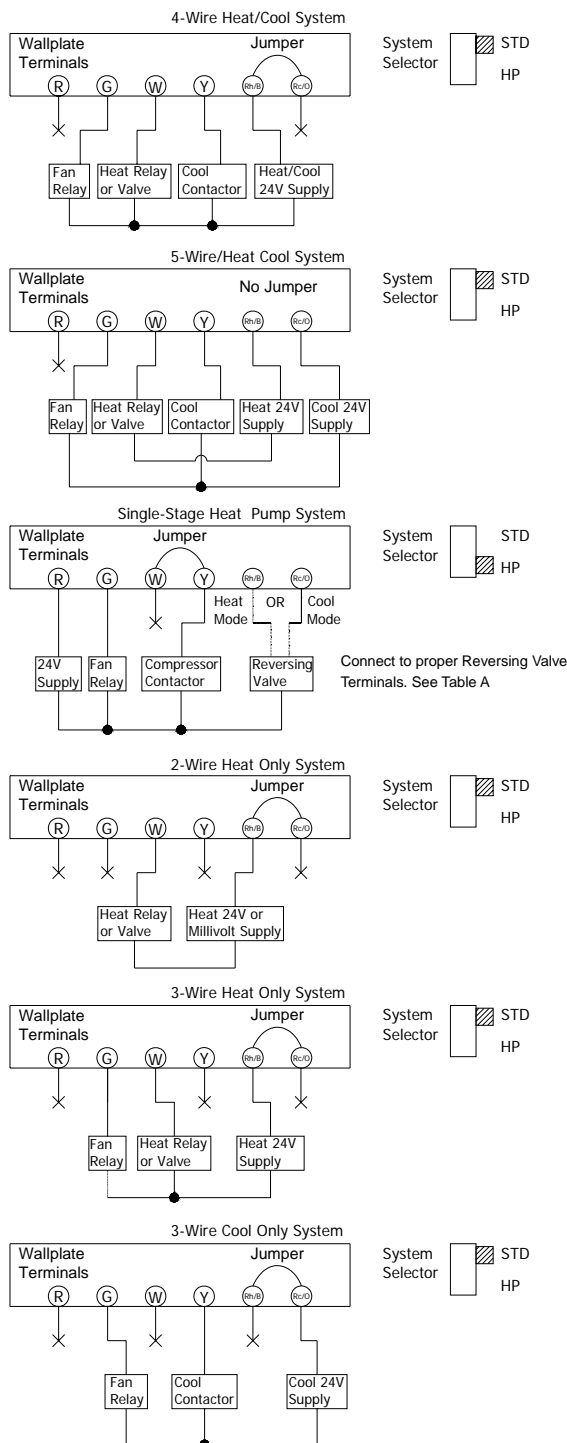 4-Wire Heat/Cool System
Wallplate Terminals
Jumper
R G W Y Rh/B Rc/O
Fan Relay
Heat Relay or Valve
Cool Contactor
Heat/Cool 24V Supply
System Selector
STD
HP
5-Wire/Heat Cool System
Wallplate Terminals
No Jumper
R G W Y Rh/B Rc/O
Fan Relay
Heat Relay or Valve
Cool Contactor
Heat 24V Supply
Cool 24V Supply
System Selector
STD
HP
Single-Stage Heat Pump System
Wallplate Terminals
Jumper
R G W Y Rh/B Rc/O
Heat Mode
OR
Cool Mode
24V Supply
Fan Relay
Compressor Contactor
Reversing Valve
System Selector
STD
HP
Connect to proper Reversing Valve
Terminals. See Table A
2-Wire Heat Only System
Wallplate Terminals
Jumper
R G W Y Rh/B Rc/O
Heat Relay or Valve
Heat 24V or Millivolt Supply
System Selector
STD
HP
3-Wire Heat Only System
Wallplate Terminals
Jumper
R G W Y Rh/B Rc/O
Fan Relay
Heat Relay or Valve
Heat 24V Supply
System Selector
STD
HP
3-Wire Cool Only System
Wallplate Terminals
Jumper
R G W Y Rh/B Rc/O
Fan Relay
Cool Contactor
Cool 24V Supply
System Selector
STD
HP